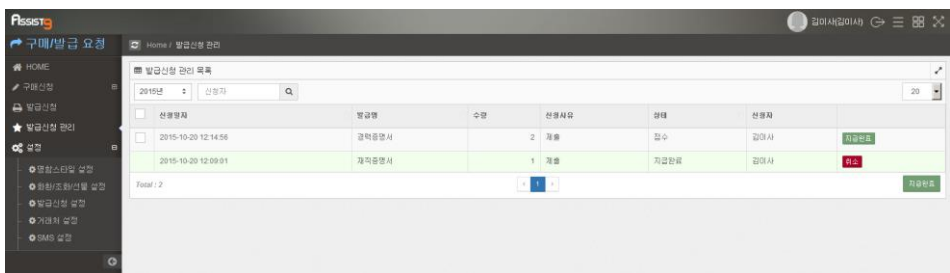 Assist9
김이사(김이사)
구매/발급 요청
Home / 발급신청 관리
HOME
구매신청
발급신청
발급신청 관리
설정
명함스타일 설정
화환/조화/선물 설정
발급신청 설정
거래처 설정
SMS 설정
발급신청 관리 목록
2015년 신청자 20
신청일자 발급명 수량 신청사유 상태 신청자
2015-10-20 12:14:56 경력증명서 2 제출 접수 김이사 지급완료
2015-10-20 12:09:01 재직증명서 1 제출 지급완료 김이사 취소
Total : 2 ‹ 1 › 지급완료